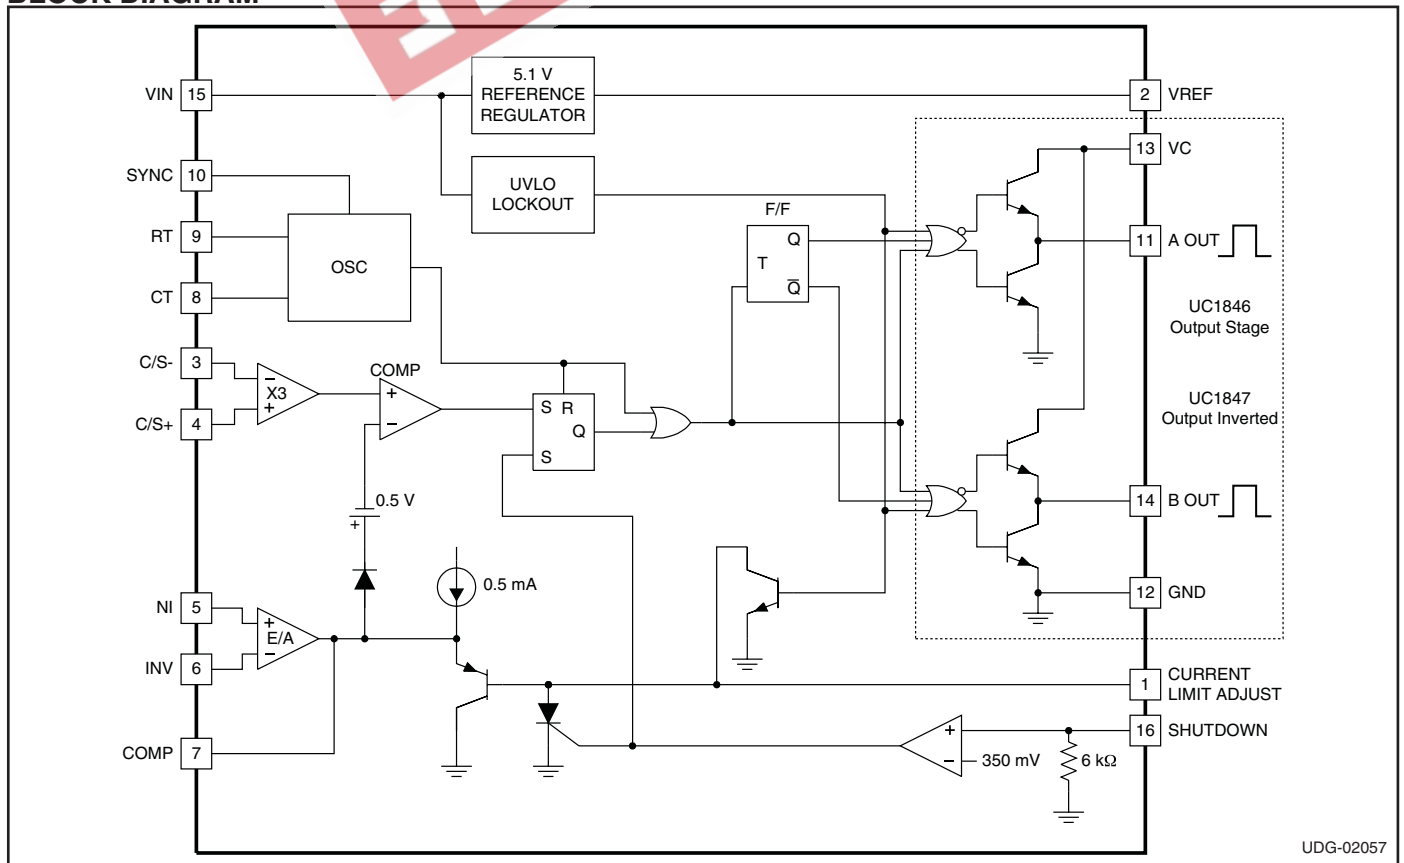 BLOCK DIAGRAM
5.1 V
REFERENCE
REGULATOR
VIN 15
2 VREF
13 VC
SYNC 10
UVLO
LOCKOUT
F/F
RT 9
OSC
Q
T
Q̅
11 A OUT
CT 8
UC1846
Output Stage
C/S- 3
−
X3
+
COMP
+
−
C/S+ 4
S R
Q
S
UC1847
Output Inverted
0.5 V
+
14 B OUT
0.5 mA
NI 5
+
E/A
−
12 GND
INV 6
1 CURRENT
LIMIT ADJUST
16 SHUTDOWN
+
−
350 mV
6 kΩ
COMP 7
UDG-02057